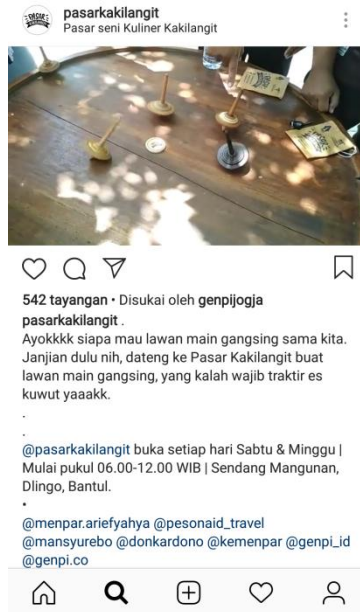 pasarkakilangit
Pasar seni Kuliner Kakilangit
542 tayangan • Disukai oleh genpijogja
pasarkakilangit .
Ayokkkk siapa mau lawan main gangsing sama kita.
Janjian dulu nih, dateng ke Pasar Kakilangit buat
lawan main gangsing, yang kalah wajib traktir es
kuwut yaaakk.
.
.
@pasarkakilangit buka setiap hari Sabtu & Minggu |
Mulai pukul 06.00-12.00 WIB | Sendang Mangunan,
Dlingo, Bantul.
•
@menpar.ariefyahya @pesonaid_travel
@mansyurebo @donkardono @kemenpar @genpi_id
@genpi.co